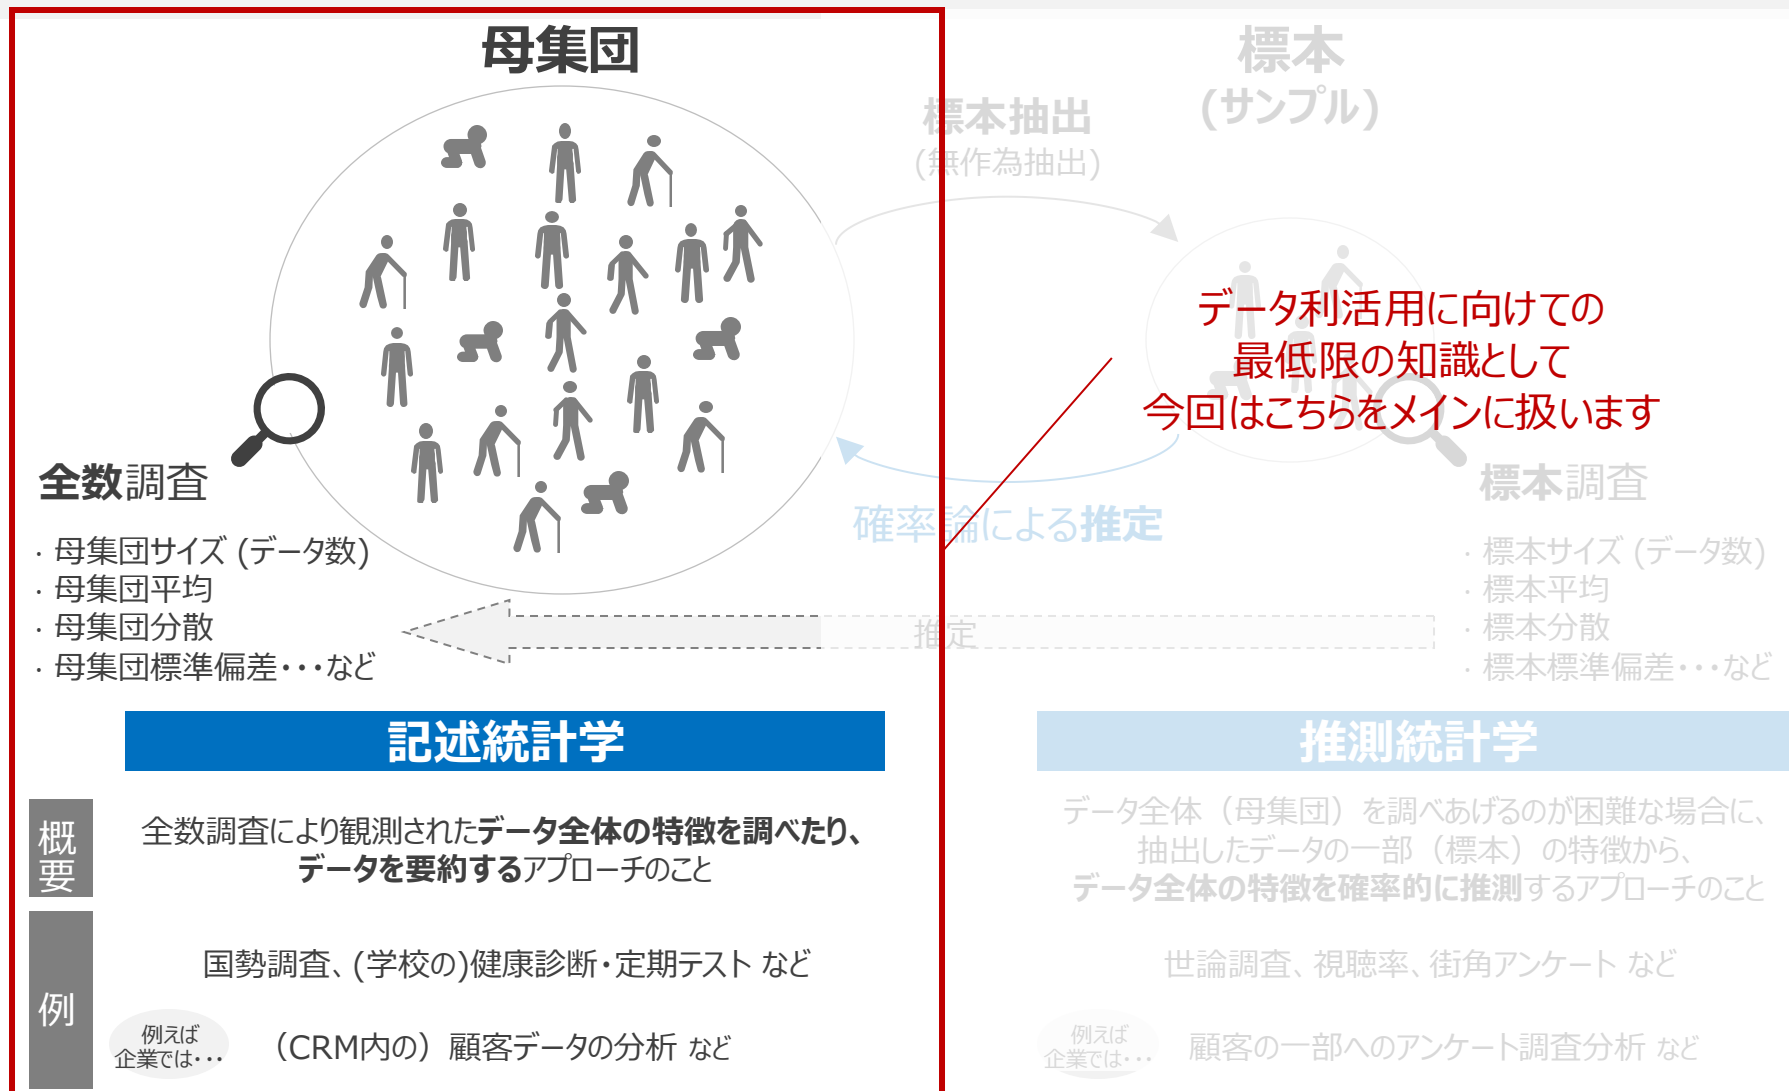 母集団
標本
(サンプル)
標本抽出
(無作為抽出)
データ利活用に向けての
最低限の知識として
今回はこちらをメインに扱います
全数調査
・母集団サイズ (データ数)
・母集団平均
・母集団分散
・母集団標準偏差・・・など
確率論による推定
推定
標本調査
・標本サイズ (データ数)
・標本平均
・標本分散
・標本標準偏差・・・など
記述統計学
推測統計学
概要
全数調査により観測されたデータ全体の特徴を調べたり、
データを要約するアプローチのこと
データ全体（母集団）を調べあげるのが困難な場合に、
抽出したデータの一部（標本）の特徴から、
データ全体の特徴を確率的に推測するアプローチのこと
例
国勢調査、(学校の)健康診断・定期テスト など
世論調査、視聴率、街角アンケート など
例えば
企業では・・・
（CRM内の）顧客データの分析 など
例えば
企業では・・・
顧客の一部へのアンケート調査分析 など